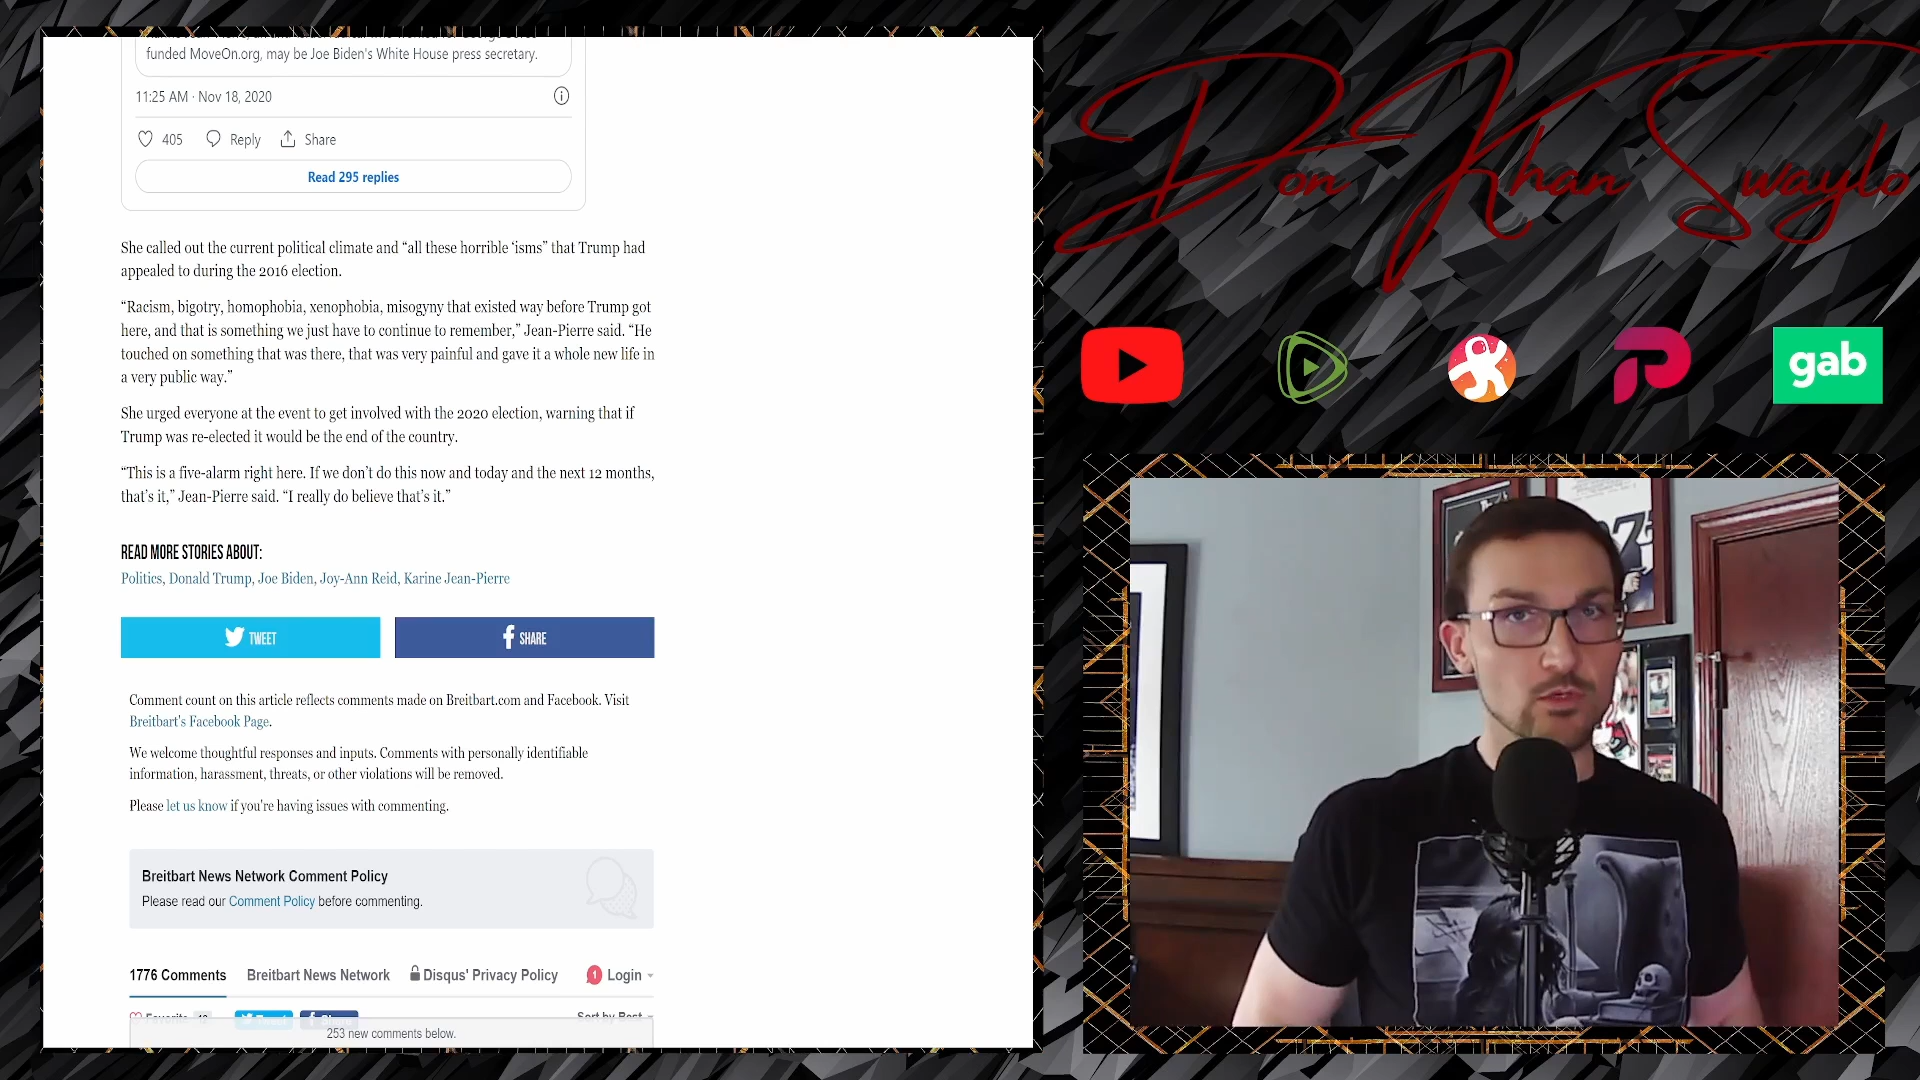 funded MoveOn.org, may be Joe Biden's White House press secretary.
11:25 AM · Nov 18, 2020
405 Reply Share
Read 295 replies
She called out the current political climate and “all these horrible ‘isms” that Trump had
appealed to during the 2016 election.
“Racism, bigotry, homophobia, xenophobia, misogyny that existed way before Trump got
here, and that is something we just have to continue to remember,” Jean-Pierre said. “He
touched on something that was there, that was very painful and gave it a whole new life in
a very public way.”
She urged everyone at the event to get involved with the 2020 election, warning that if
Trump was re-elected it would be the end of the country.
“This is a five-alarm right here. If we don’t do this now and today and the next 12 months,
that’s it,” Jean-Pierre said. “I really do believe that’s it.”
READ MORE STORIES ABOUT:
Politics, Donald Trump, Joe Biden, Joy-Ann Reid, Karine Jean-Pierre
TWEET
SHARE
Comment count on this article reflects comments made on Breitbart.com and Facebook. Visit
Breitbart's Facebook Page.
We welcome thoughtful responses and inputs. Comments with personally identifiable
information, harassment, threats, or other violations will be removed.
Please let us know if you're having issues with commenting.
Breitbart News Network Comment Policy
Please read our Comment Policy before commenting.
1776 Comments Breitbart News Network Disqus' Privacy Policy 1 Login
253 new comments below.
Don Khan Swaylo
gab